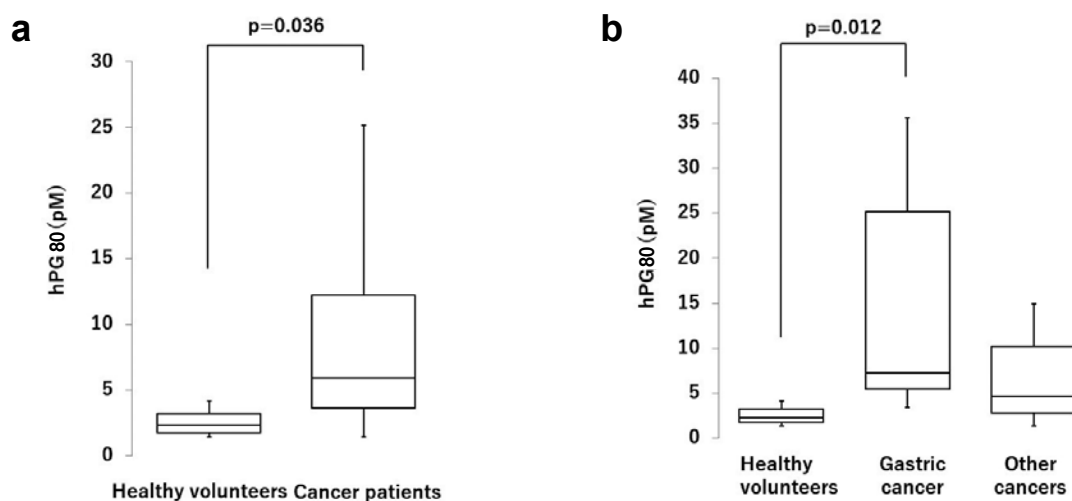 a
p=0.036
30
25
20
15
10
5
0
hPG80(pM)
Healthy volunteers Cancer patients
b
p=0.012
40
35
30
25
20
15
10
5
0
hPG80(pM)
Healthy
volunteers
Gastric
cancer
Other
cancers